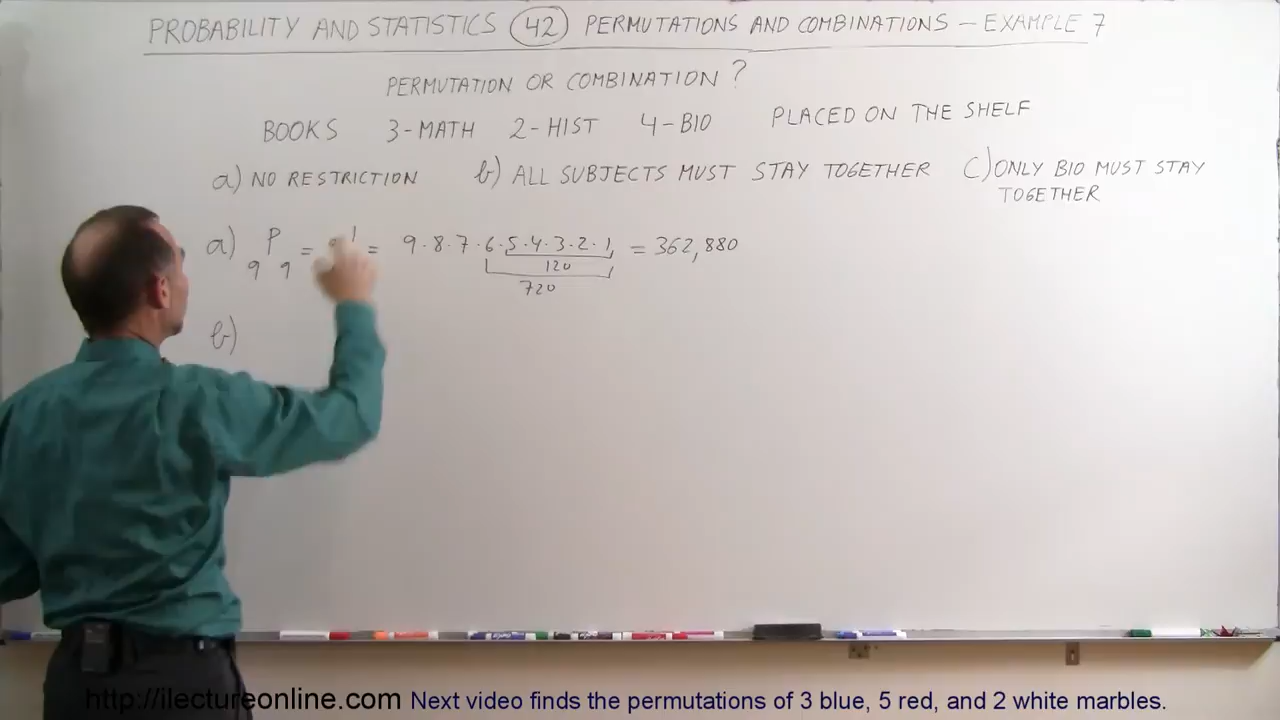 PROBABILITY AND STATISTICS 42 PERMUTATIONS AND COMBINATIONS – EXAMPLE 7
PERMUTATION OR COMBINATION ?
BOOKS 3-MATH 2-HIST 4-BIO PLACED ON THE SHELF
a) NO RESTRICTION b) ALL SUBJECTS MUST STAY TOGETHER C) ONLY BIO MUST STAY
TOGETHER
a) 9 P 9 = ! = 9·8·7·6·5·4·3·2·1 = 362,880
120
720
b)
http://ilectureonline.com Next video finds the permutations of 3 blue, 5 red, and 2 white marbles.